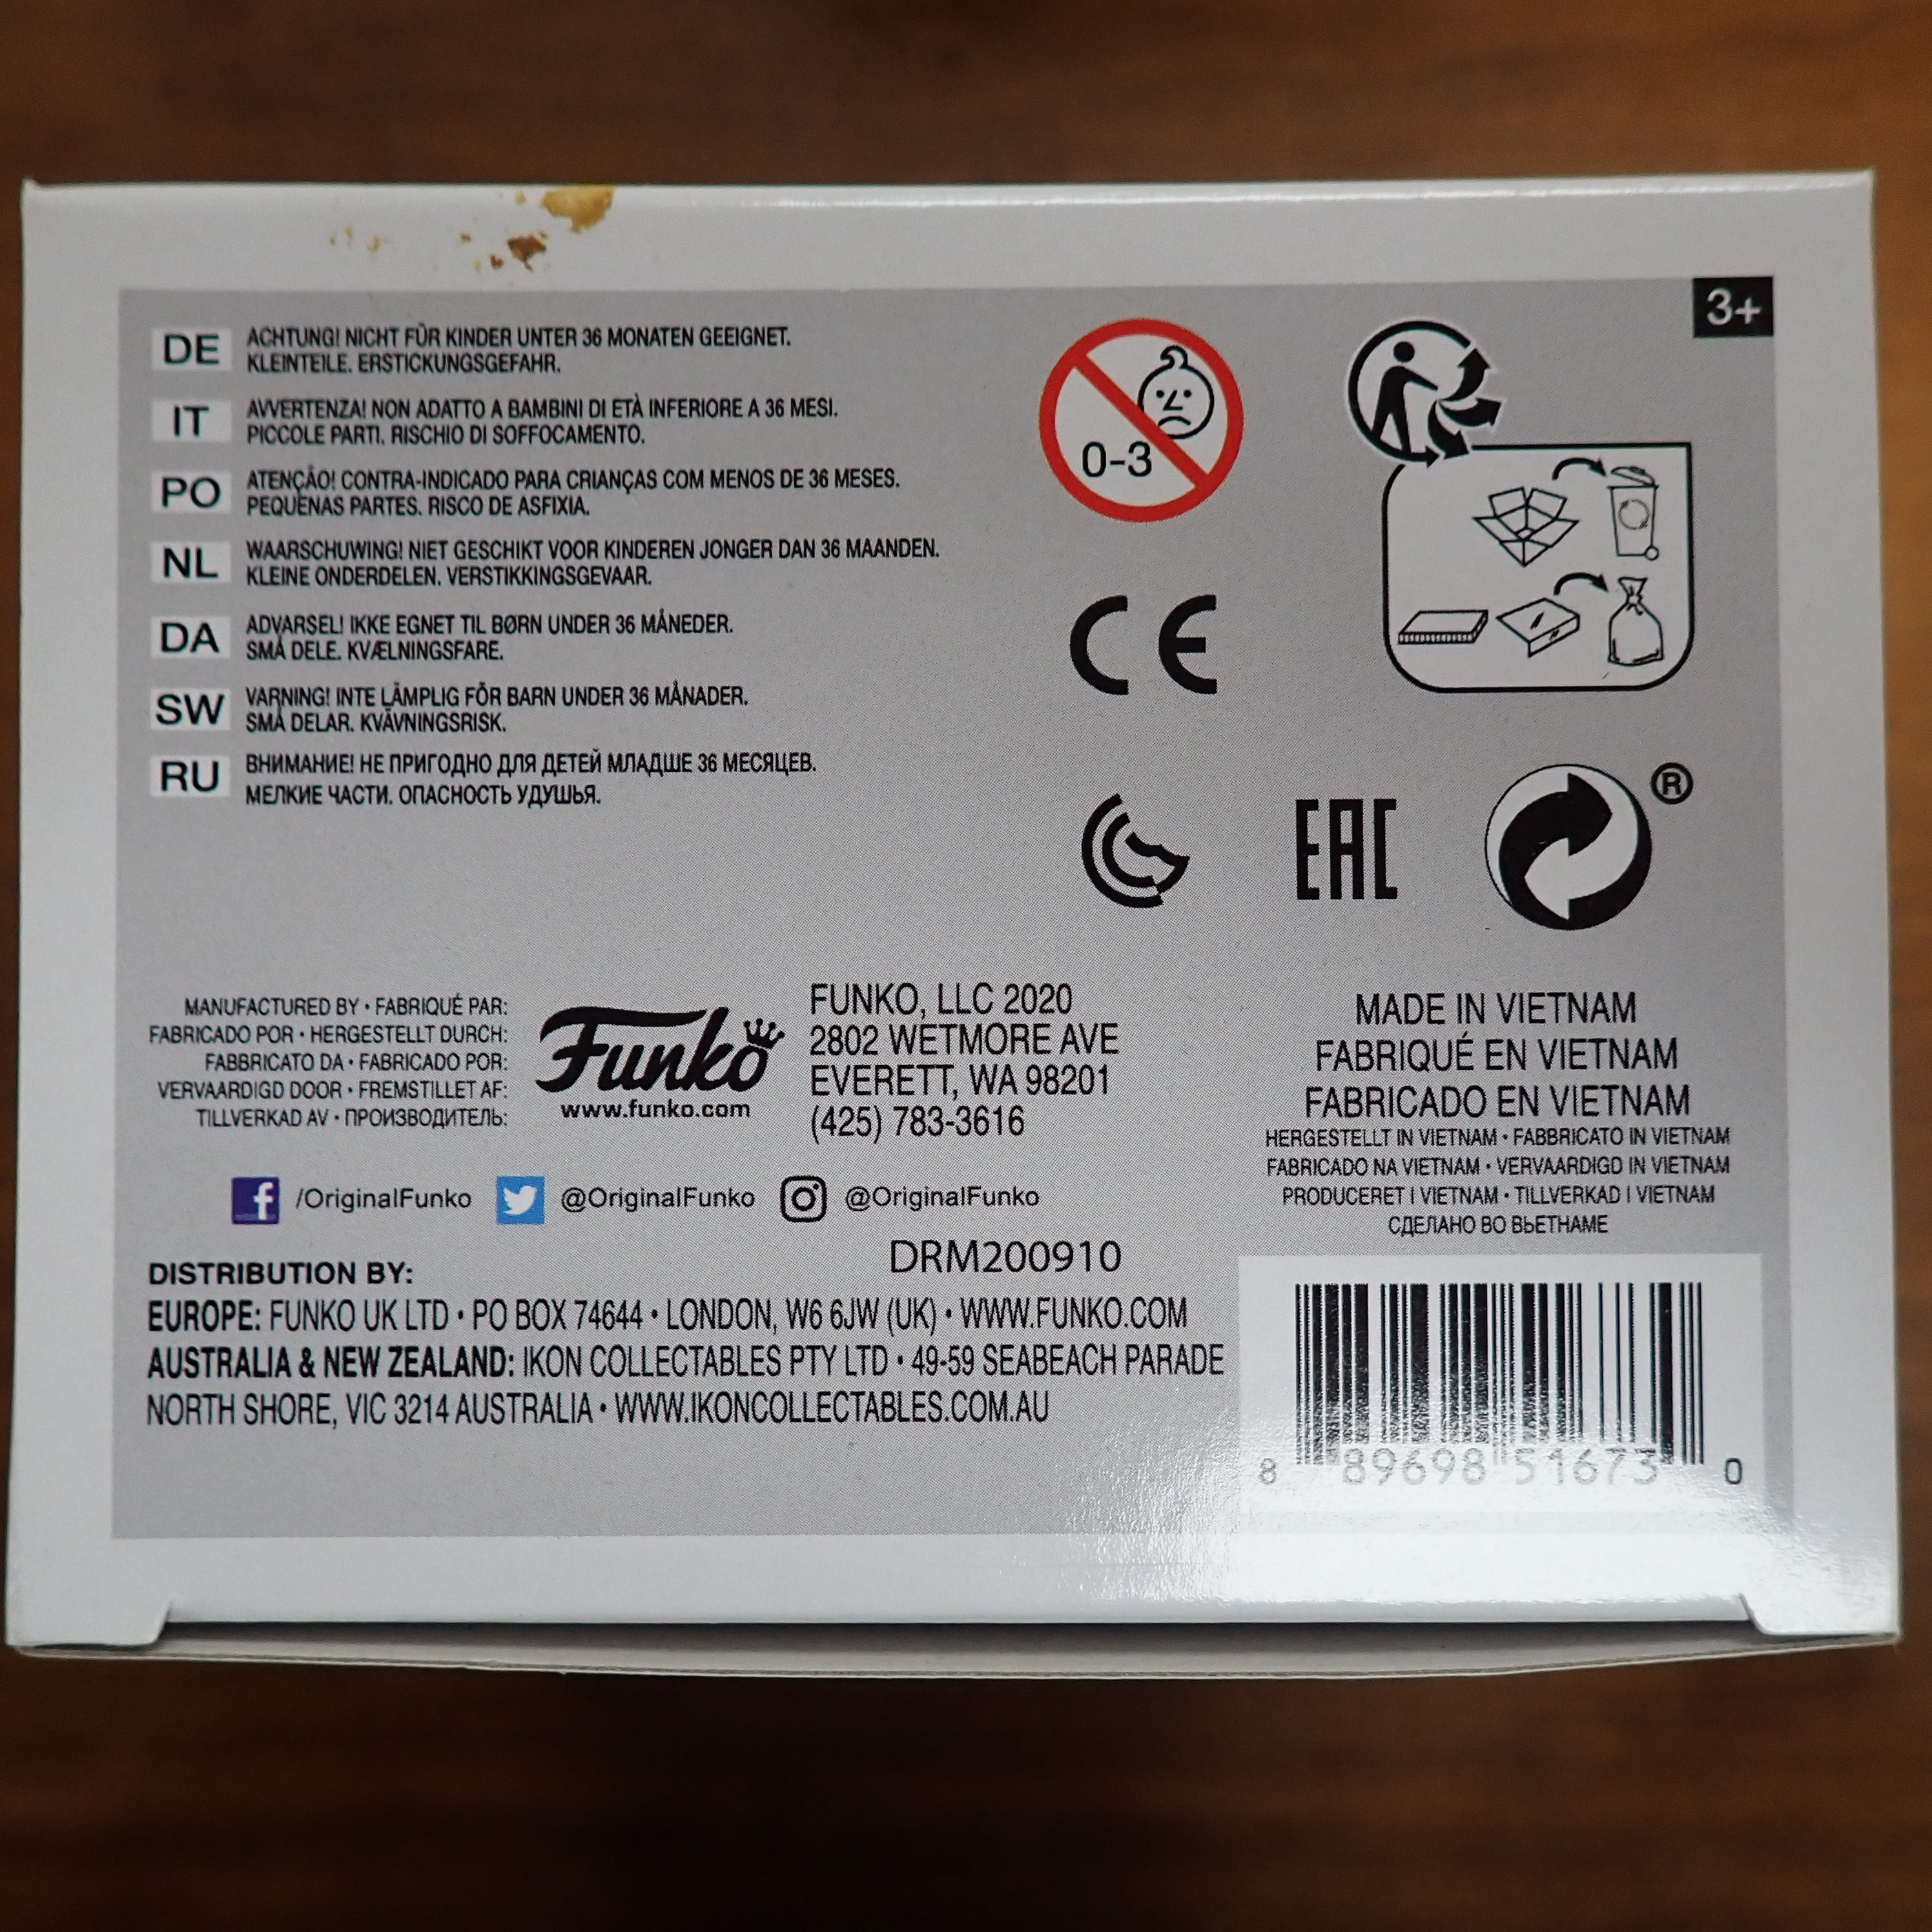 3+
DE
ACHTUNG! NICHT FÜR KINDER UNTER 36 MONATEN GEEIGNET.
KLEINTEILE. ERSTICKUNGSGEFAHR.
IT
AVVERTENZA! NON ADATTO A BAMBINI DI ETÀ INFERIORE A 36 MESI.
PICCOLE PARTI. RISCHIO DI SOFFOCAMENTO.
PO
ATENÇÃO! CONTRA-INDICADO PARA CRIANÇAS COM MENOS DE 36 MESES.
PEQUENAS PARTES. RISCO DE ASFIXIA.
NL
WAARSCHUWING! NIET GESCHIKT VOOR KINDEREN JONGER DAN 36 MAANDEN.
KLEINE ONDERDELEN. VERSTIKKINGSGEVAAR.
DA
ADVARSEL! IKKE EGNET TIL BØRN UNDER 36 MÅNEDER.
SMÅ DELE. KVÆLNINGSFARE.
SW
VARNING! INTE LÄMPLIG FÖR BARN UNDER 36 MÅNADER.
SMÅ DELAR. KVÄVNINGSRISK.
RU
ВНИМАНИЕ! НЕ ПРИГОДНО ДЛЯ ДЕТЕЙ МЛАДШЕ 36 МЕСЯЦЕВ.
МЕЛКИЕ ЧАСТИ. ОПАСНОСТЬ УДУШЬЯ.
0-3
CE
EAC
®
MANUFACTURED BY • FABRIQUÉ PAR:
FABRICADO POR • HERGESTELLT DURCH:
FABBRICATO DA • FABRICADO POR:
VERVAARDIGD DOOR • FREMSTILLET AF:
TILLVERKAD AV • ПРОИЗВОДИТЕЛЬ:
Funko
www.funko.com
FUNKO, LLC 2020
2802 WETMORE AVE
EVERETT, WA 98201
(425) 783-3616
MADE IN VIETNAM
FABRIQUÉ EN VIETNAM
FABRICADO EN VIETNAM
HERGESTELLT IN VIETNAM • FABBRICATO IN VIETNAM
FABRICADO NA VIETNAM • VERVAARDIGD IN VIETNAM
PRODUCERET I VIETNAM • TILLVERKAD I VIETNAM
СДЕЛАНО ВО ВЬЕТНАМЕ
f /OriginalFunko @OriginalFunko @OriginalFunko
DRM200910
DISTRIBUTION BY:
EUROPE: FUNKO UK LTD • PO BOX 74644 • LONDON, W6 6JW (UK) • WWW.FUNKO.COM
AUSTRALIA & NEW ZEALAND: IKON COLLECTABLES PTY LTD • 49-59 SEABEACH PARADE
NORTH SHORE, VIC 3214 AUSTRALIA • WWW.IKONCOLLECTABLES.COM.AU
8 89698 51673 0